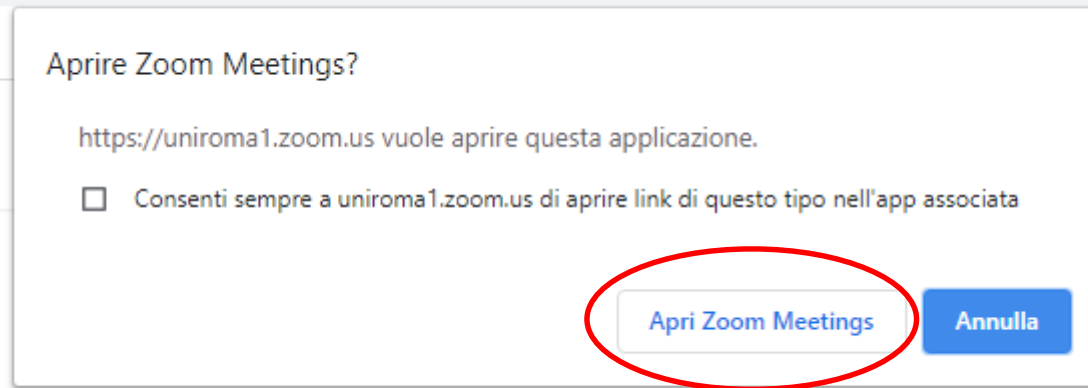 Aprire Zoom Meetings?
https://uniroma1.zoom.us vuole aprire questa applicazione.
Consenti sempre a uniroma1.zoom.us di aprire link di questo tipo nell'app associata
Apri Zoom Meetings
Annulla